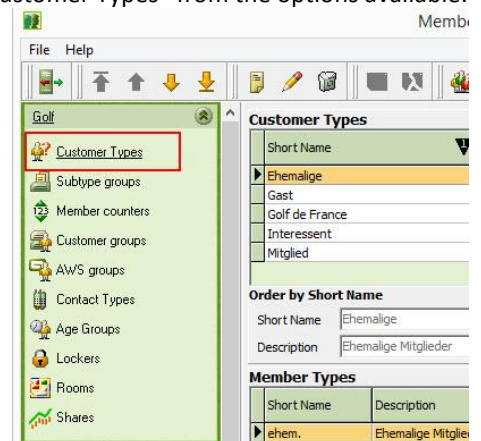 ustomer Types" from the options available.
Membe
File Help
Golf
Customer Types
Subtype groups
Member counters
Customer groups
AWS groups
Contact Types
Age Groups
Lockers
Rooms
Shares
Customer Types
Short Name
Ehemalige
Gast
Golf de France
Interessent
Mitglied
Order by Short Name
Short Name Ehemalige
Description Ehemalige Mitglieder
Member Types
Short Name Description
ehem. Ehemalige Mitglie